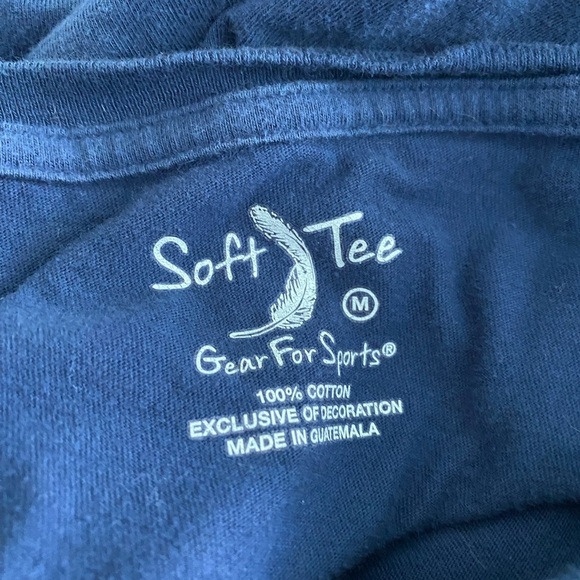 Soft Tee
M
Gear For Sports®
100% COTTON
EXCLUSIVE OF DECORATION
MADE IN GUATEMALA